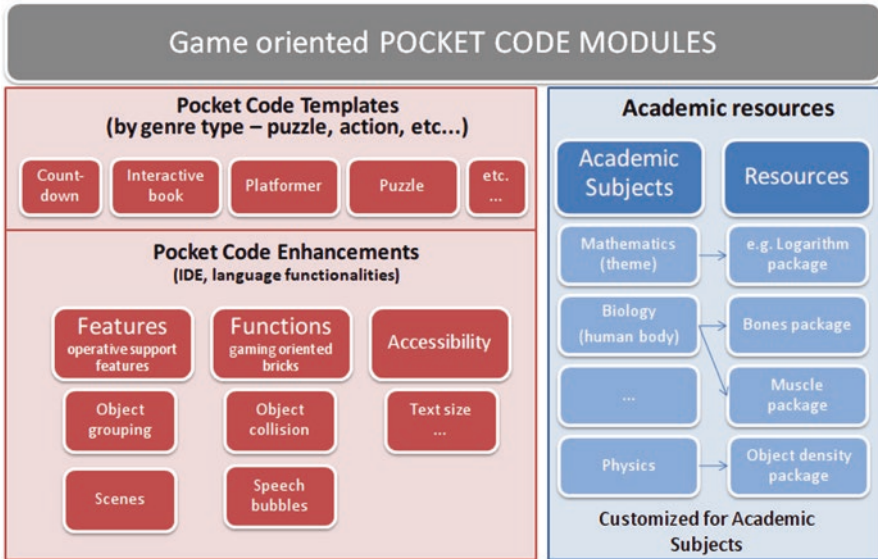 Game oriented POCKET CODE MODULES
Pocket Code Templates
(by genre type – puzzle, action, etc...)
Count-
down
Interactive
book
Platformer
Puzzle
etc.
...
Pocket Code Enhancements
(IDE, language functionalities)
Features
operative support
features
Functions
gaming oriented
bricks
Accessibility
Object
grouping
Object
collision
Text size
...
Scenes
Speech
bubbles
Academic resources
Academic
Subjects
Resources
Mathematics
(theme)
e.g. Logarithm
package
Biology
(human body)
Bones package
...
Muscle
package
Physics
Object density
package
Customized for Academic
Subjects